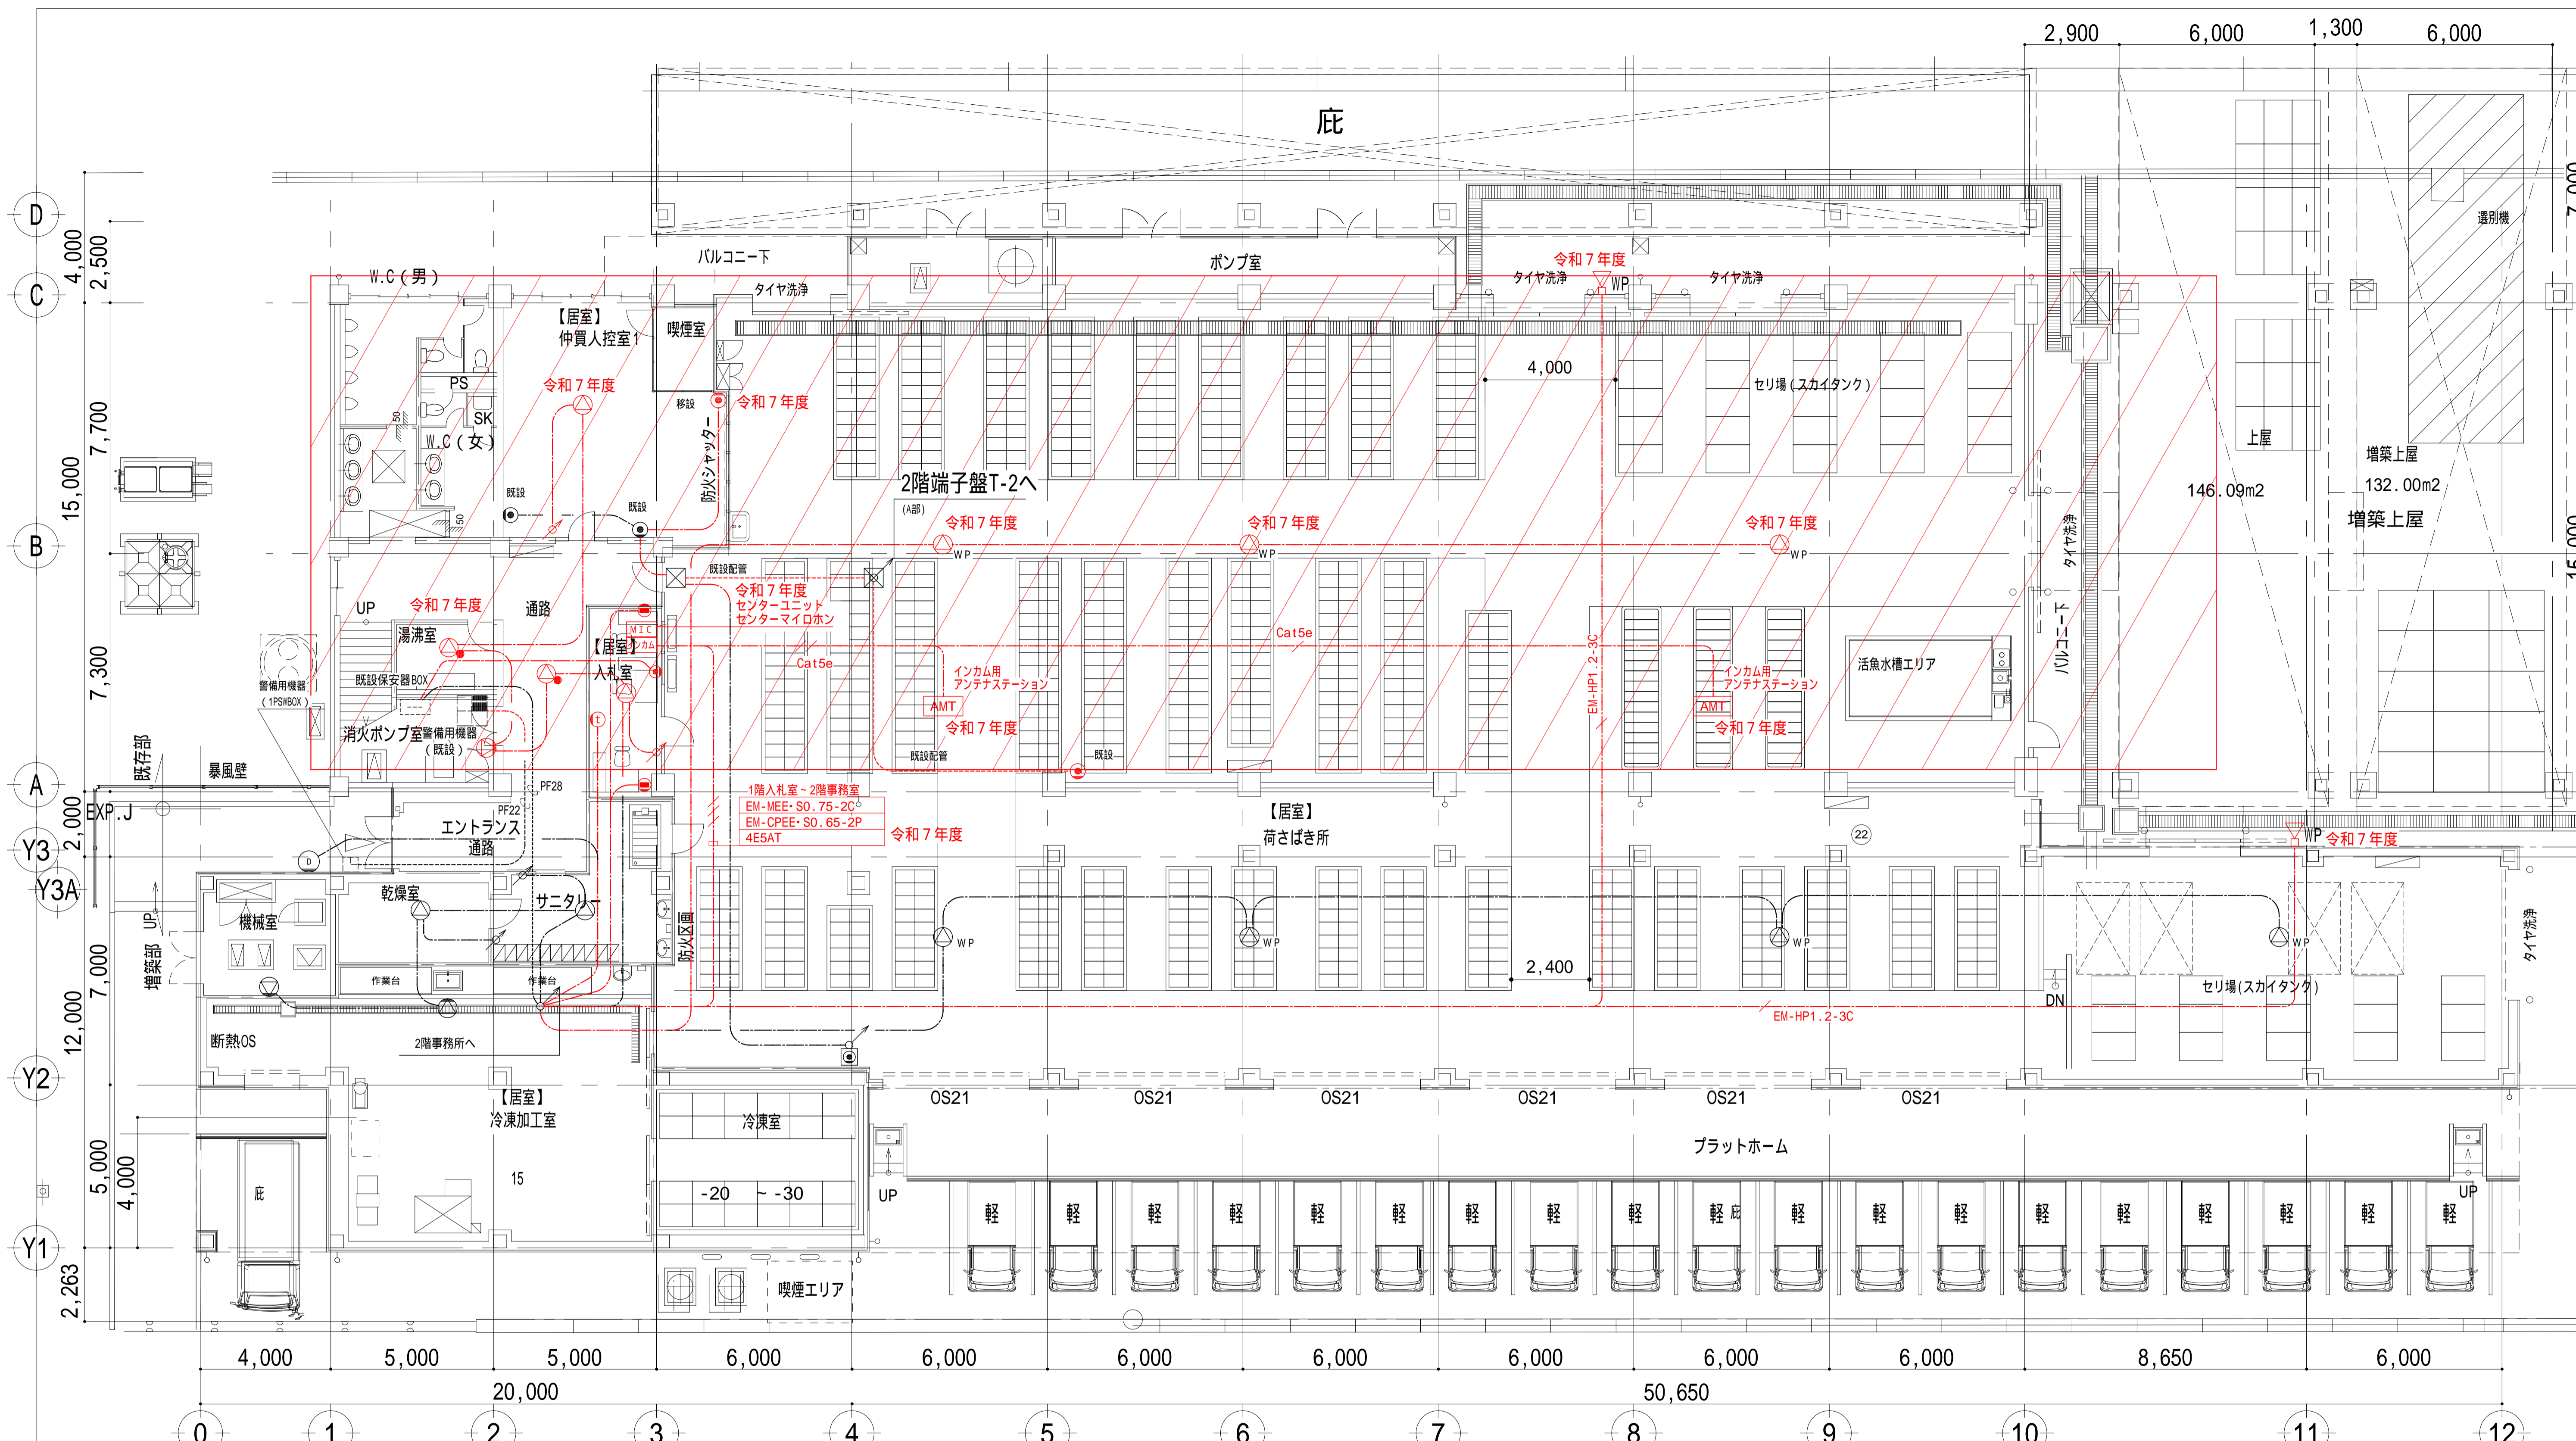 2,900
6,000
1,300
6,000
庇
D
4,000
2,500
7,000
選別機
バルコニー下
ポンプ室
令和７年度
W.C（男）
C
タイヤ洗浄
タイヤ洗浄
WP
タイヤ洗浄
【居室】
仲買人控室1
喫煙室
4,000
セリ場（スカイタンク）
PS
令和７年度
移設
令和７年度
SK
50
W.C（女）
7,700
防火シャッター
上屋
増築上屋
132.00m2
146.09m2
増築上屋
15,000
2階端子盤T-2へ
(A部)
既設
既設
50
令和７年度
令和７年度
令和７年度
B
WP
WP
WP
タイヤ洗浄
15,000
既設配管
令和７年度
センターユニット
センターマイロホン
UP
令和７年度
通路
湯沸室
MIC
インカム
【居室】
入札室
Cat5e
Cat5e
EM-HP1.2-3C
バルコニー下
7,300
既設保安器BOX
警備用機器
(1PSWBOX)
インカム用
アンテナステーション
AMT
令和７年度
インカム用
アンテナステーション
AMT
令和７年度
活魚水槽エリア
t
消火ポンプ室
警備用機器
（既設）
既設配管
既設
既存部
暴風壁
A
PF28
PF22
EXP.J
1階入札室～2階事務室
EM-MEE・S0.75-2C
EM-CPEE・S0.65-2P
4E5AT
令和７年度
【居室】
荷さばき所
22
WP
令和７年度
2,000
エントランス
通路
Y3
D
Y3A
乾燥室
サニタリー
機械室
UP
増築部
防火区画
7,000
WP
WP
WP
WP
タイヤ洗浄
作業台
作業台
2,400
DN
セリ場(スカイタンク)
12,000
EM-HP1.2-3C
断熱OS
2階事務所へ
Y2
OS21
OS21
OS21
OS21
OS21
OS21
【居室】
冷凍加工室
冷凍室
プラットホーム
5,000
4,000
15
-20　～ -30
UP
UP
庇
軽
軽
軽
軽
軽
軽
軽
軽
軽
軽
庇
軽
軽
軽
軽
軽
軽
軽
軽
軽
Y1
2,263
喫煙エリア
4,000
5,000
5,000
6,000
6,000
6,000
6,000
6,000
6,000
6,000
8,650
6,000
20,000
50,650
0
1
2
3
4
5
6
7
8
9
10
11
12